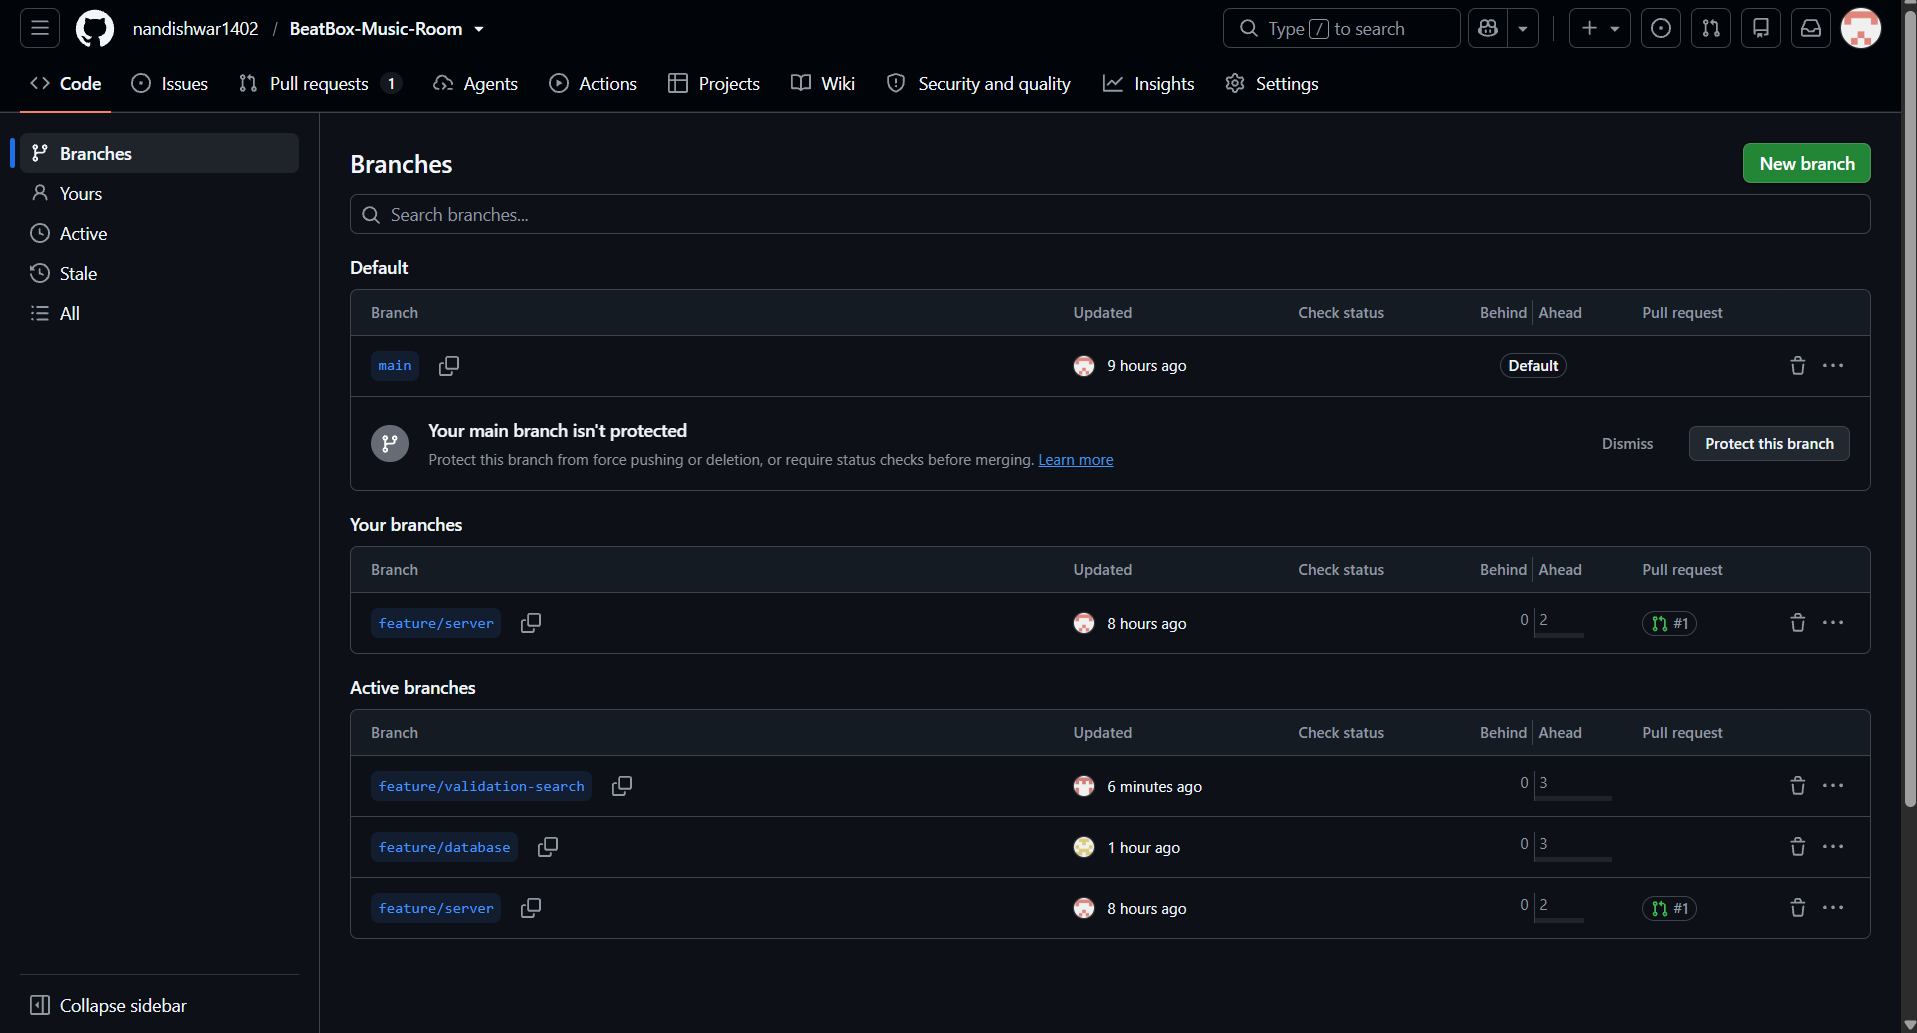 nandishwar1402 / BeatBox-Music-Room
Type / to search
Code Issues Pull requests 1 Agents Actions Projects Wiki Security and quality Insights Settings
Branches
Yours
Active
Stale
All
Collapse sidebar
Branches
New branch
Search branches...
Default
Branch Updated Check status Behind Ahead Pull request
main 9 hours ago Default
Your main branch isn't protected
Protect this branch from force pushing or deletion, or require status checks before merging. Learn more
Dismiss Protect this branch
Your branches
Branch Updated Check status Behind Ahead Pull request
feature/server 8 hours ago 0 2 #1
Active branches
Branch Updated Check status Behind Ahead Pull request
feature/validation-search 6 minutes ago 0 3
feature/database 1 hour ago 0 3
feature/server 8 hours ago 0 2 #1